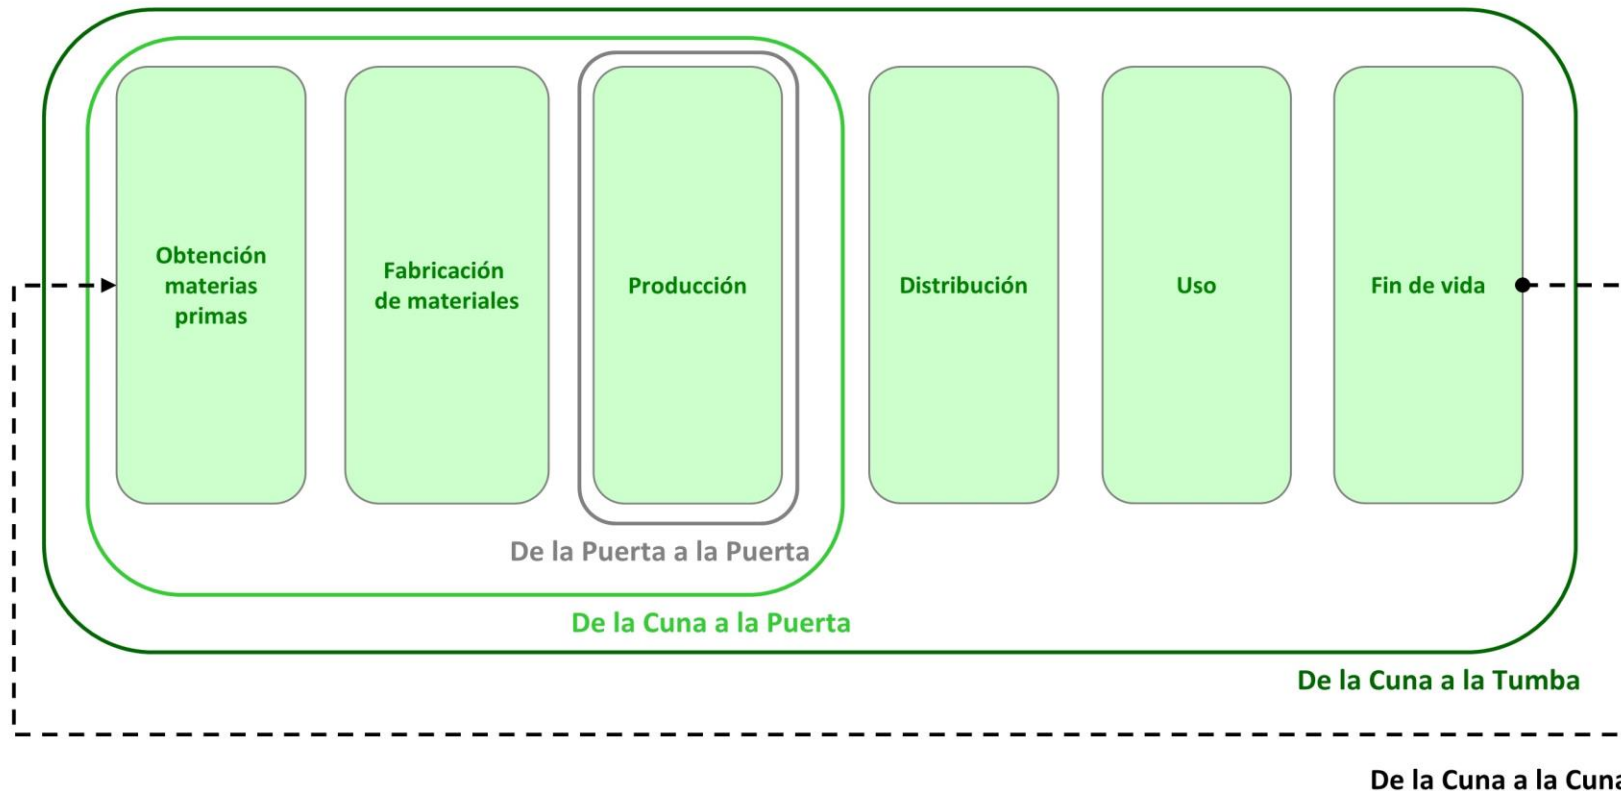 Obtención
materias
primas
Fabricación
de materiales
Producción
Distribución
Uso
Fin de vida
De la Puerta a la Puerta
De la Cuna a la Puerta
De la Cuna a la Tumba
De la Cuna a la Cuna